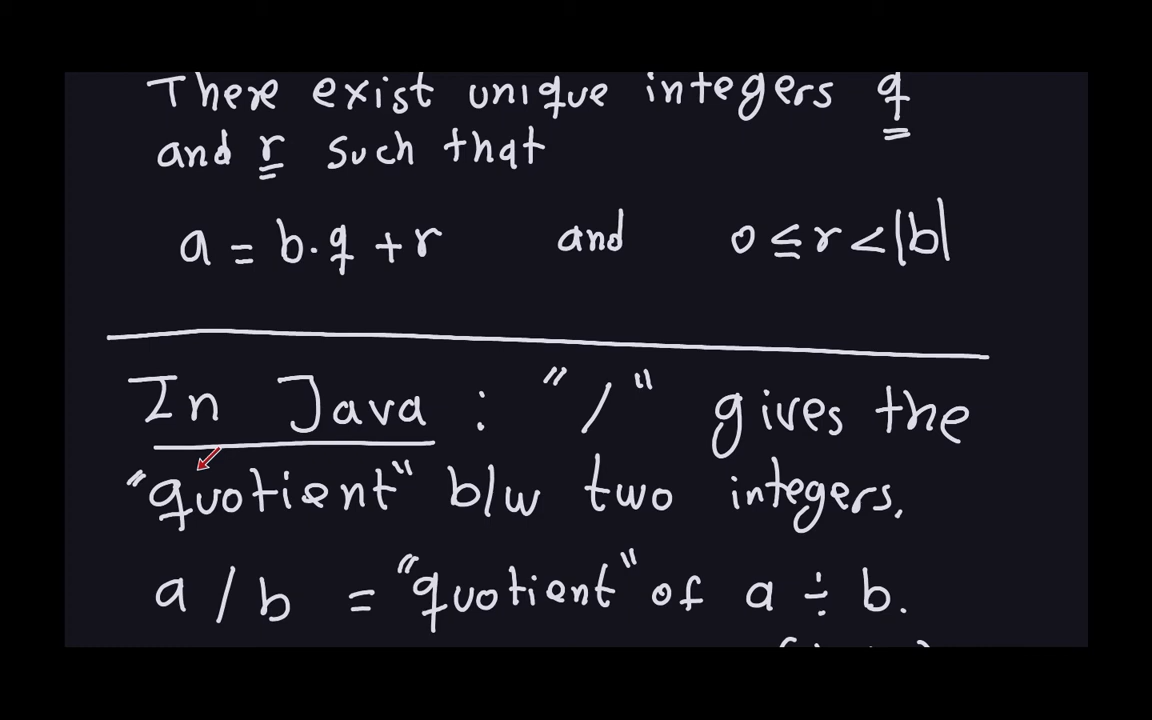 There exist unique integers q
and r such that
a = b·q + r and 0 ≤ r < |b|
In Java : "/" gives the
"quotient" b/w two integers.
a / b = "quotient" of a ÷ b.